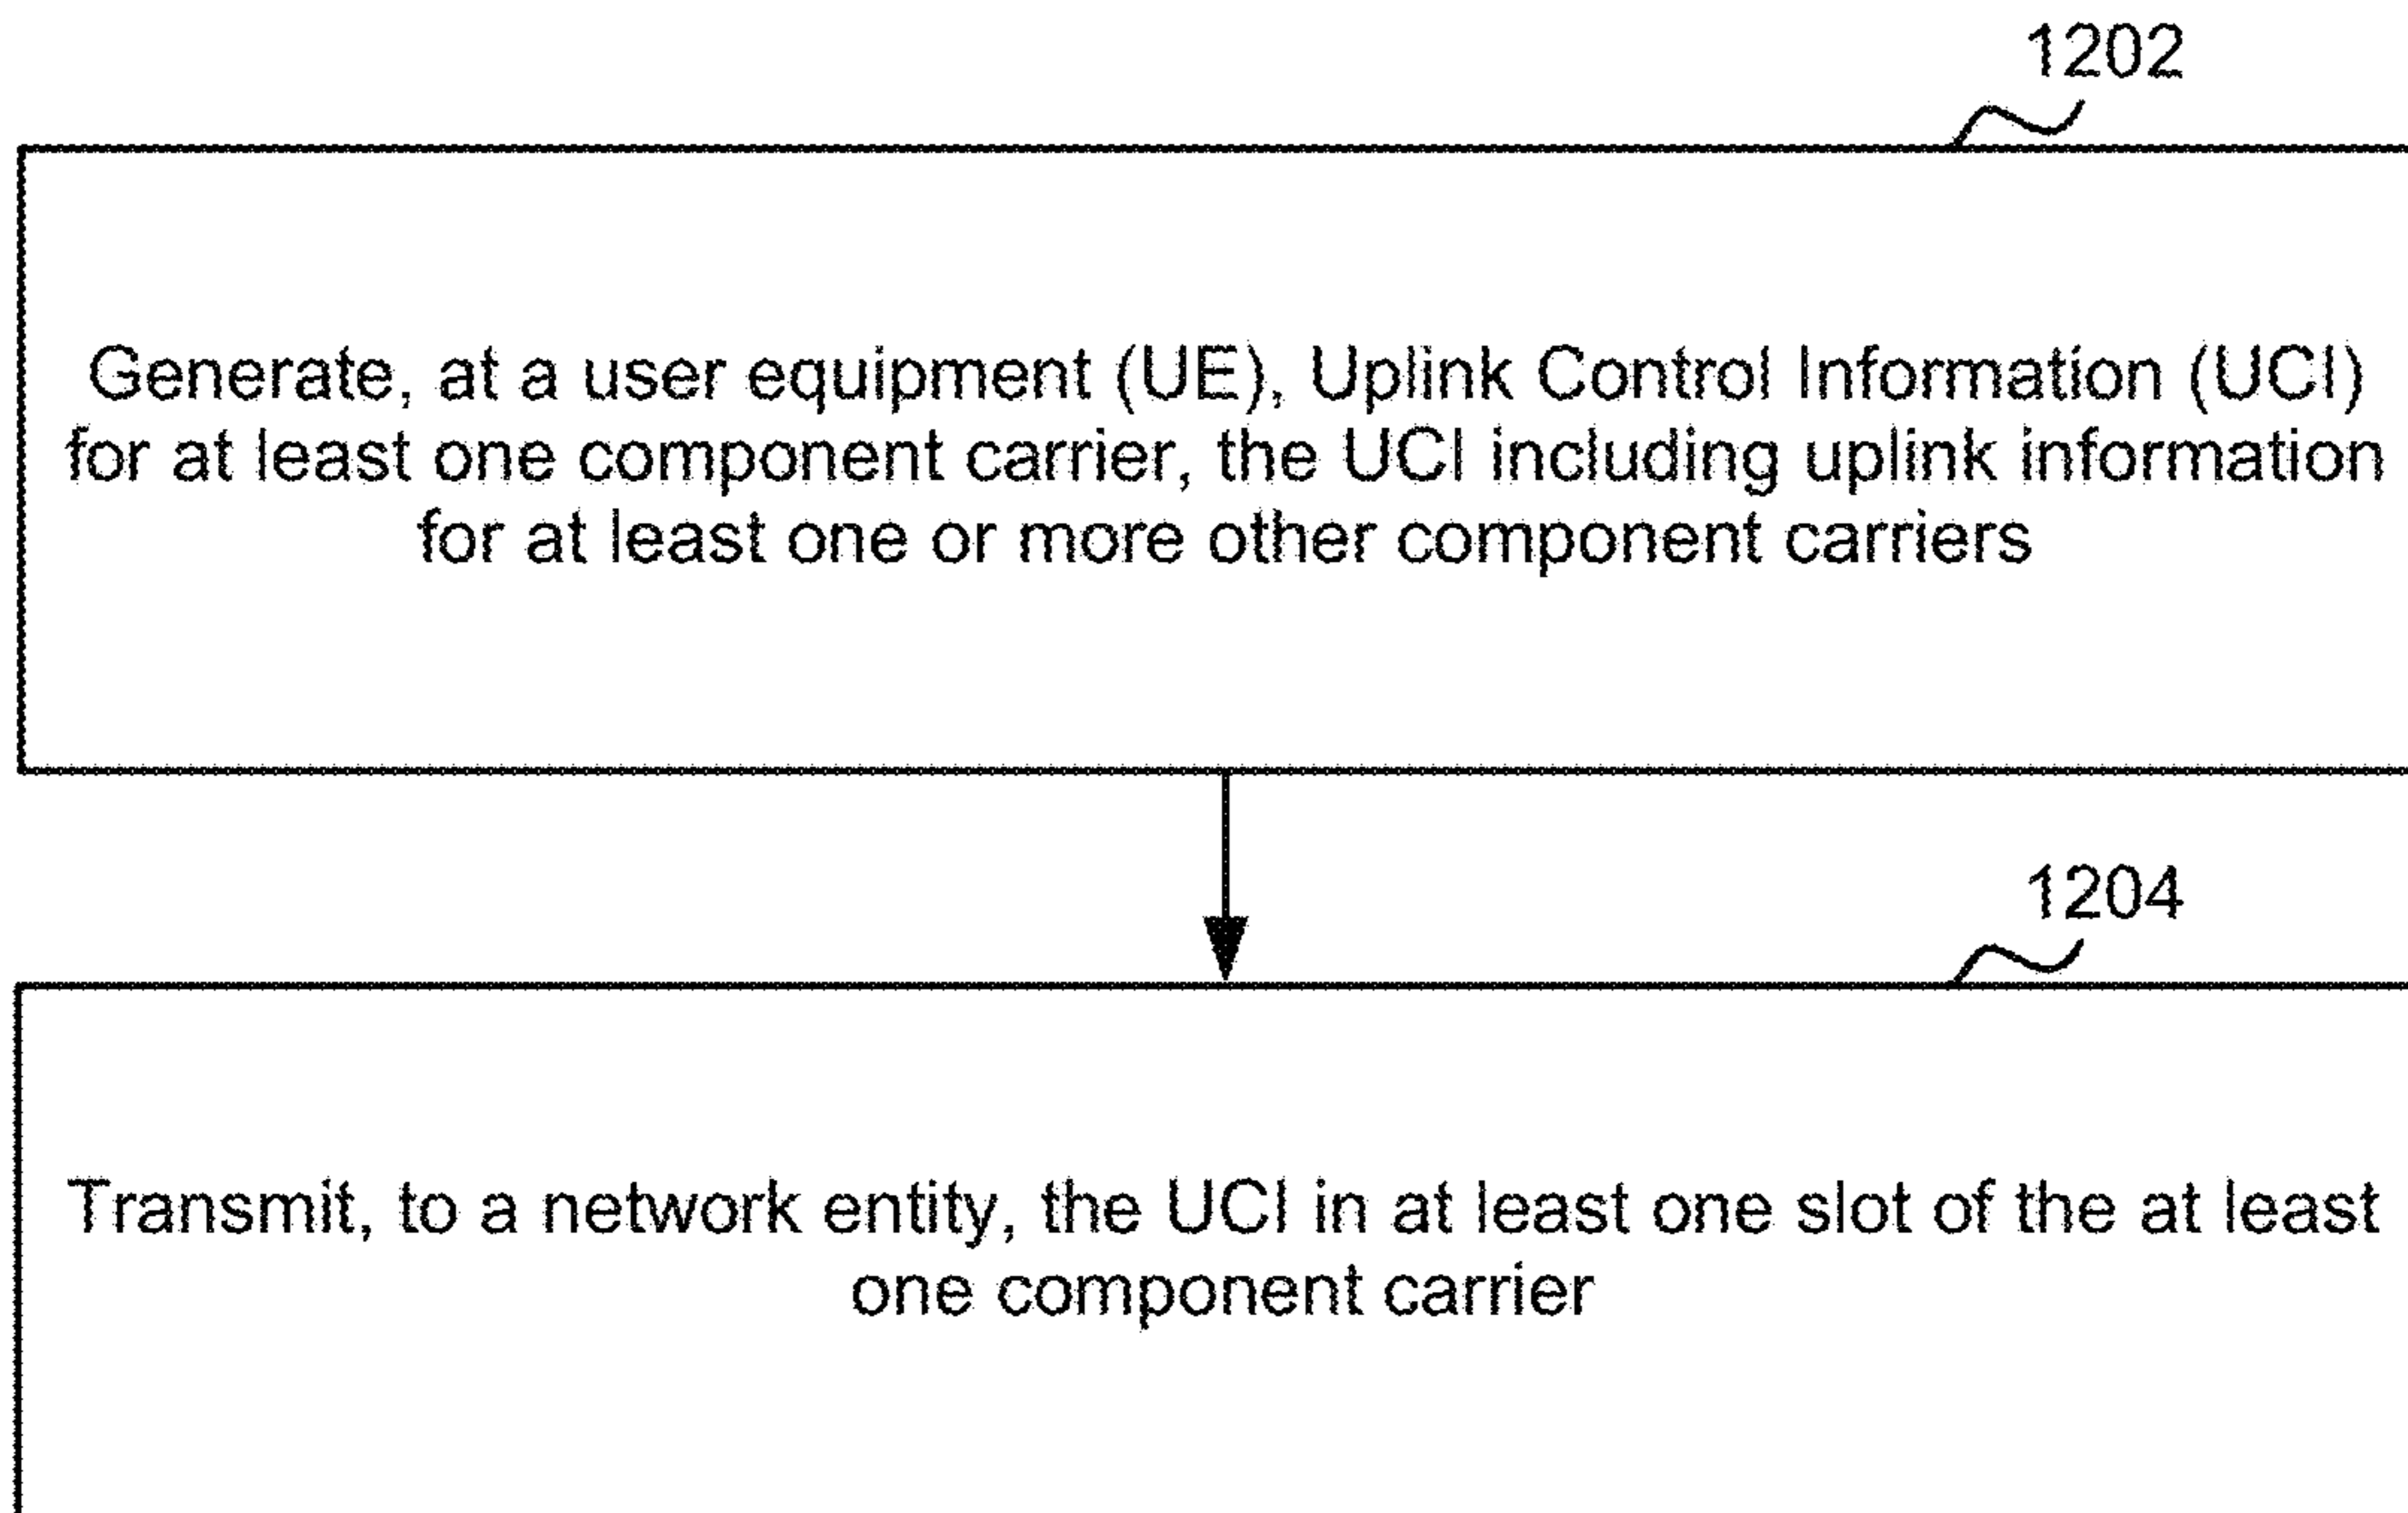 1202
Generate, at a user equipment (UE), Uplink Control Information (UCI)
for at least one component carrier, the UCI including uplink information
for at least one or more other component carriers
1204
Transmit, to a network entity, the UCI in at least one slot of the at least
one component carrier